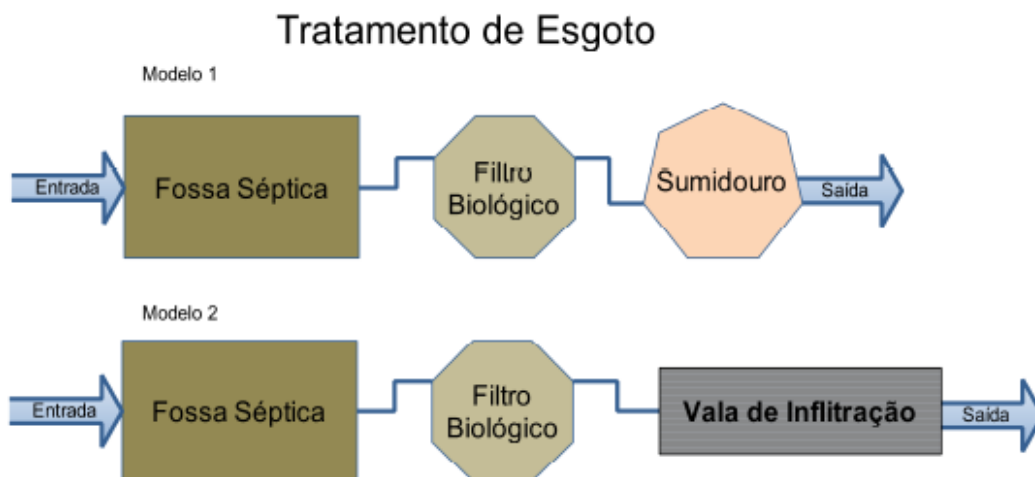 Tratamento de Esgoto
Modelo 1
Entrada
Fossa Séptica
Filtro
Biológico
Sumidouro
Saída
Modelo 2
Entrada
Fossa Séptica
Filtro
Biológico
Vala de Inflitração
Saída